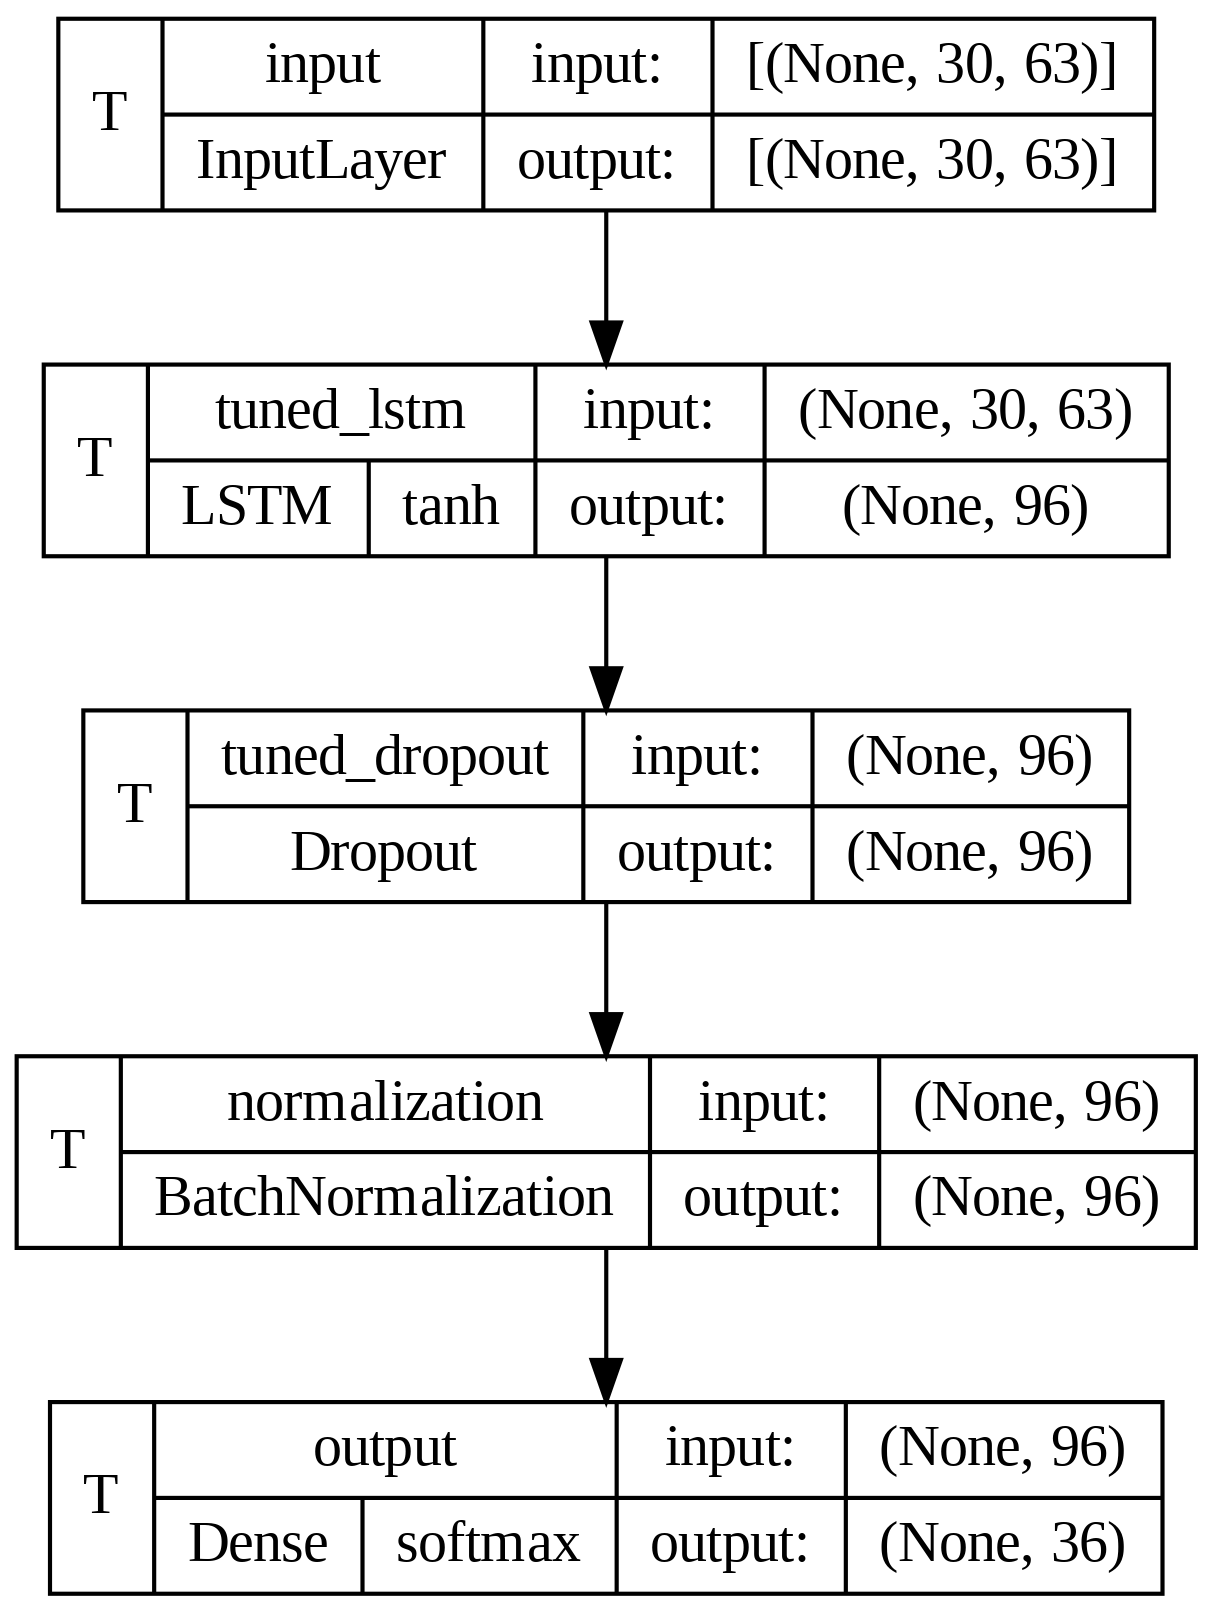 T
input
input:
[(None, 30, 63)]
InputLayer
output:
[(None, 30, 63)]
T
tuned_lstm
input:
(None, 30, 63)
LSTM
tanh
output:
(None, 96)
T
tuned_dropout
input:
(None, 96)
Dropout
output:
(None, 96)
T
normalization
input:
(None, 96)
BatchNormalization
output:
(None, 96)
T
output
input:
(None, 96)
Dense
softmax
output:
(None, 36)